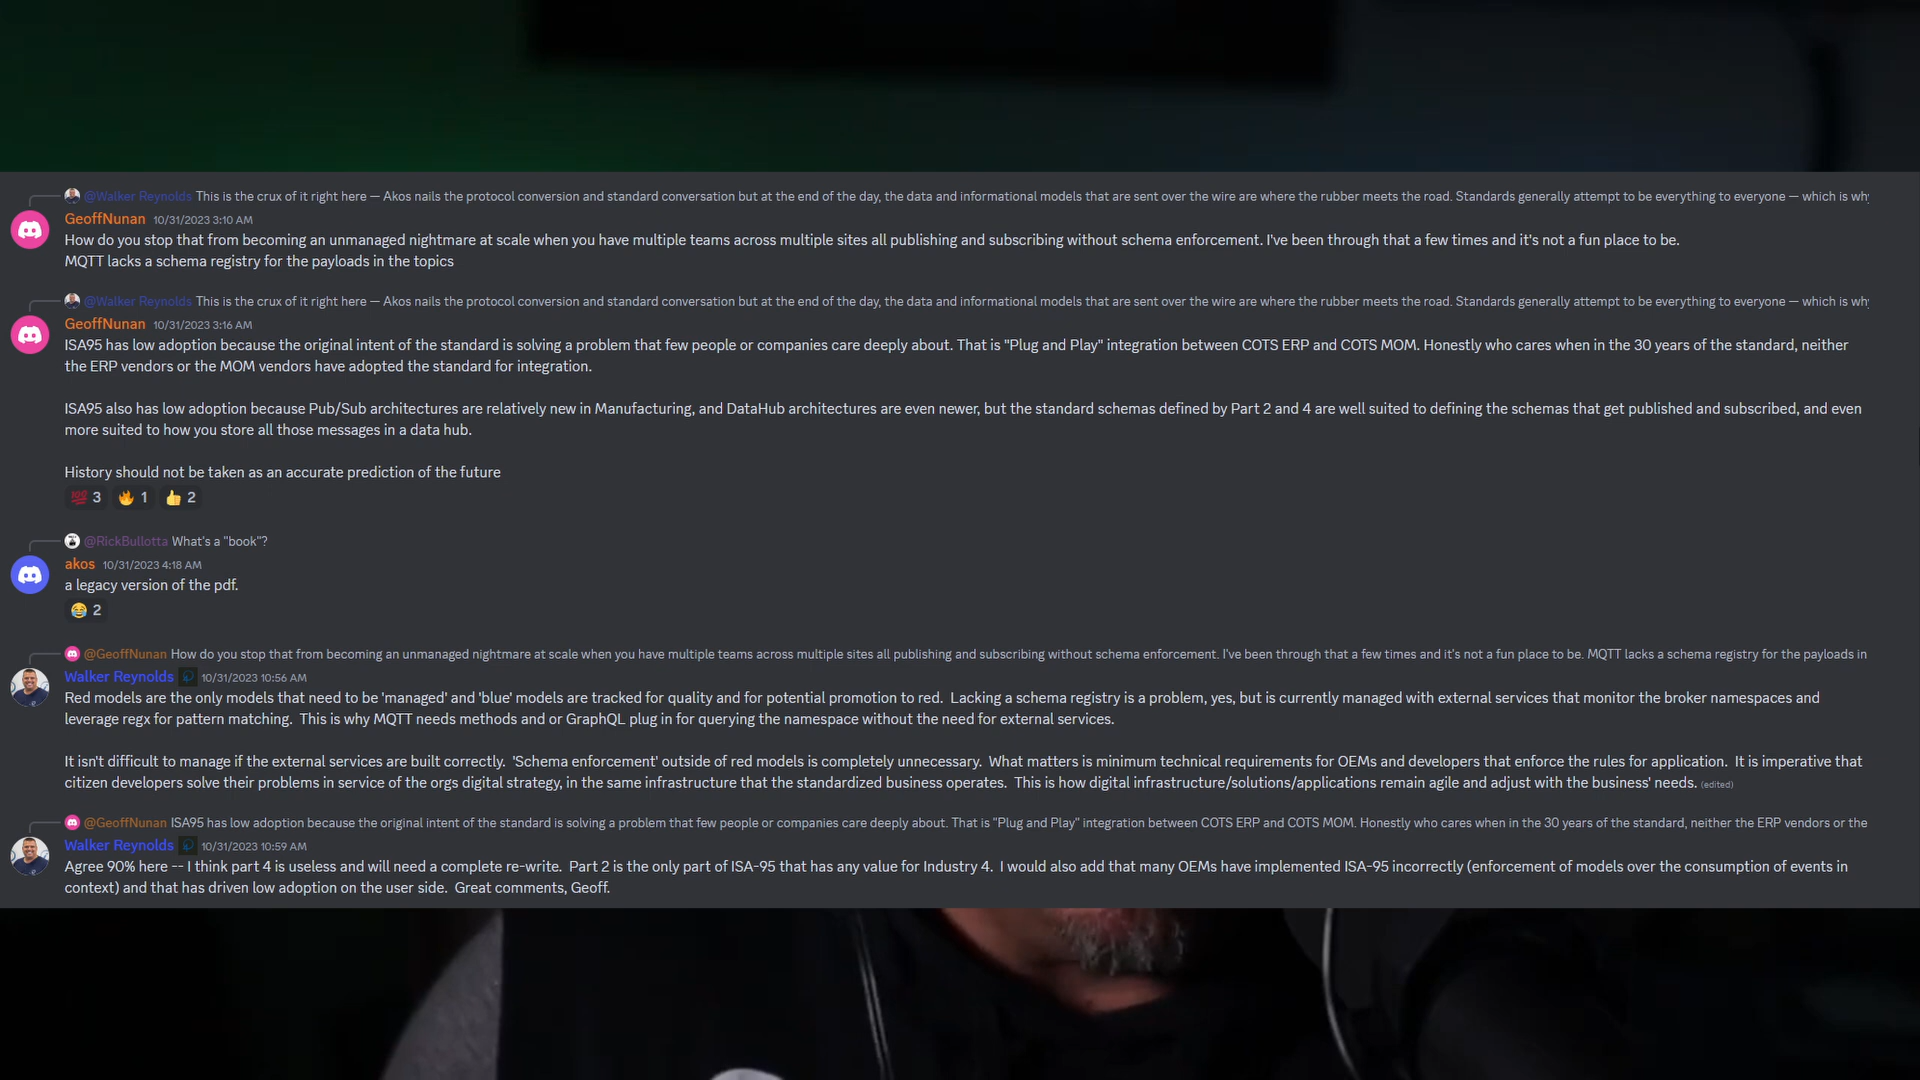 @Walker Reynolds This is the crux of it right here — Akos nails the protocol conversion and standard conversation but at the end of the day, the data and informational models that are sent over the wire are where the rubber meets the road. Standards generally attempt to be everything to everyone — which is why
GeoffNunan 10/31/2023 3:10 AM
How do you stop that from becoming an unmanaged nightmare at scale when you have multiple teams across multiple sites all publishing and subscribing without schema enforcement. I've been through that a few times and it's not a fun place to be.
MQTT lacks a schema registry for the payloads in the topics
@Walker Reynolds This is the crux of it right here — Akos nails the protocol conversion and standard conversation but at the end of the day, the data and informational models that are sent over the wire are where the rubber meets the road. Standards generally attempt to be everything to everyone — which is why
GeoffNunan 10/31/2023 3:16 AM
ISA95 has low adoption because the original intent of the standard is solving a problem that few people or companies care deeply about. That is "Plug and Play" integration between COTS ERP and COTS MOM. Honestly who cares when in the 30 years of the standard, neither
the ERP vendors or the MOM vendors have adopted the standard for integration.
ISA95 also has low adoption because Pub/Sub architectures are relatively new in Manufacturing, and DataHub architectures are even newer, but the standard schemas defined by Part 2 and 4 are well suited to defining the schemas that get published and subscribed, and even
more suited to how you store all those messages in a data hub.
History should not be taken as an accurate prediction of the future
💯 3 🔥 1 👍 2
@RickBullotta What's a "book"?
akos 10/31/2023 4:18 AM
a legacy version of the pdf.
😂 2
@GeoffNunan How do you stop that from becoming an unmanaged nightmare at scale when you have multiple teams across multiple sites all publishing and subscribing without schema enforcement. I've been through that a few times and it's not a fun place to be. MQTT lacks a schema registry for the payloads in
Walker Reynolds 10/31/2023 10:56 AM
Red models are the only models that need to be 'managed' and 'blue' models are tracked for quality and for potential promotion to red.  Lacking a schema registry is a problem, yes, but is currently managed with external services that monitor the broker namespaces and
leverage regx for pattern matching.  This is why MQTT needs methods and or GraphQL plug in for querying the namespace without the need for external services.
It isn't difficult to manage if the external services are built correctly.  'Schema enforcement' outside of red models is completely unnecessary.  What matters is minimum technical requirements for OEMs and developers that enforce the rules for application.  It is imperative that
citizen developers solve their problems in service of the orgs digital strategy, in the same infrastructure that the standardized business operates.  This is how digital infrastructure/solutions/applications remain agile and adjust with the business' needs. (edited)
@GeoffNunan ISA95 has low adoption because the original intent of the standard is solving a problem that few people or companies care deeply about. That is "Plug and Play" integration between COTS ERP and COTS MOM. Honestly who cares when in the 30 years of the standard, neither the ERP vendors or the
Walker Reynolds 10/31/2023 10:59 AM
Agree 90% here -- I think part 4 is useless and will need a complete re-write.  Part 2 is the only part of ISA-95 that has any value for Industry 4.  I would also add that many OEMs have implemented ISA-95 incorrectly (enforcement of models over the consumption of events in
context) and that has driven low adoption on the user side.  Great comments, Geoff.